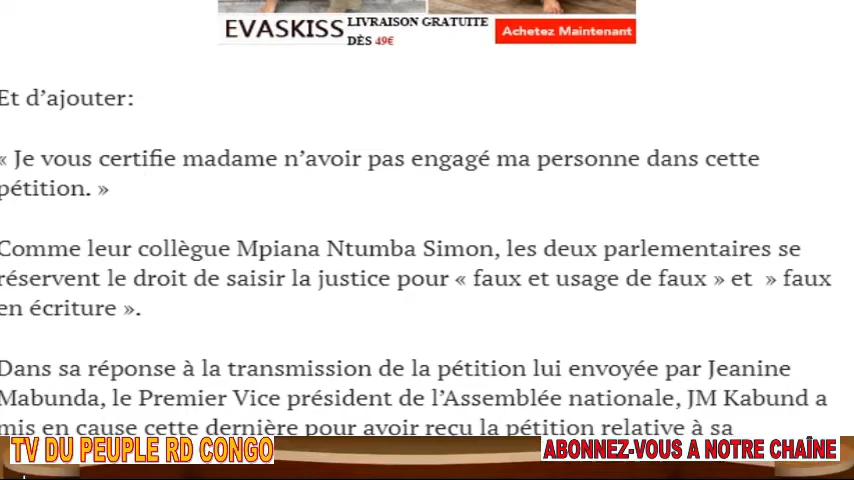 EVASKISS
LIVRAISON GRATUITE
DÈS 49€
Achetez Maintenant
Et d’ajouter:
« Je vous certifie madame n’avoir pas engagé ma personne dans cette
pétition. »
Comme leur collègue Mpiana Ntumba Simon, les deux parlementaires se
réservent le droit de saisir la justice pour « faux et usage de faux » et » faux
en écriture ».
Dans sa réponse à la transmission de la pétition lui envoyée par Jeanine
Mabunda, le Premier Vice président de l’Assemblée nationale, JM Kabund a
mis en cause cette dernière pour avoir reçu la pétition relative à sa
TV DU PEUPLE RD CONGO
ABONNEZ-VOUS A NOTRE CHAÎNE